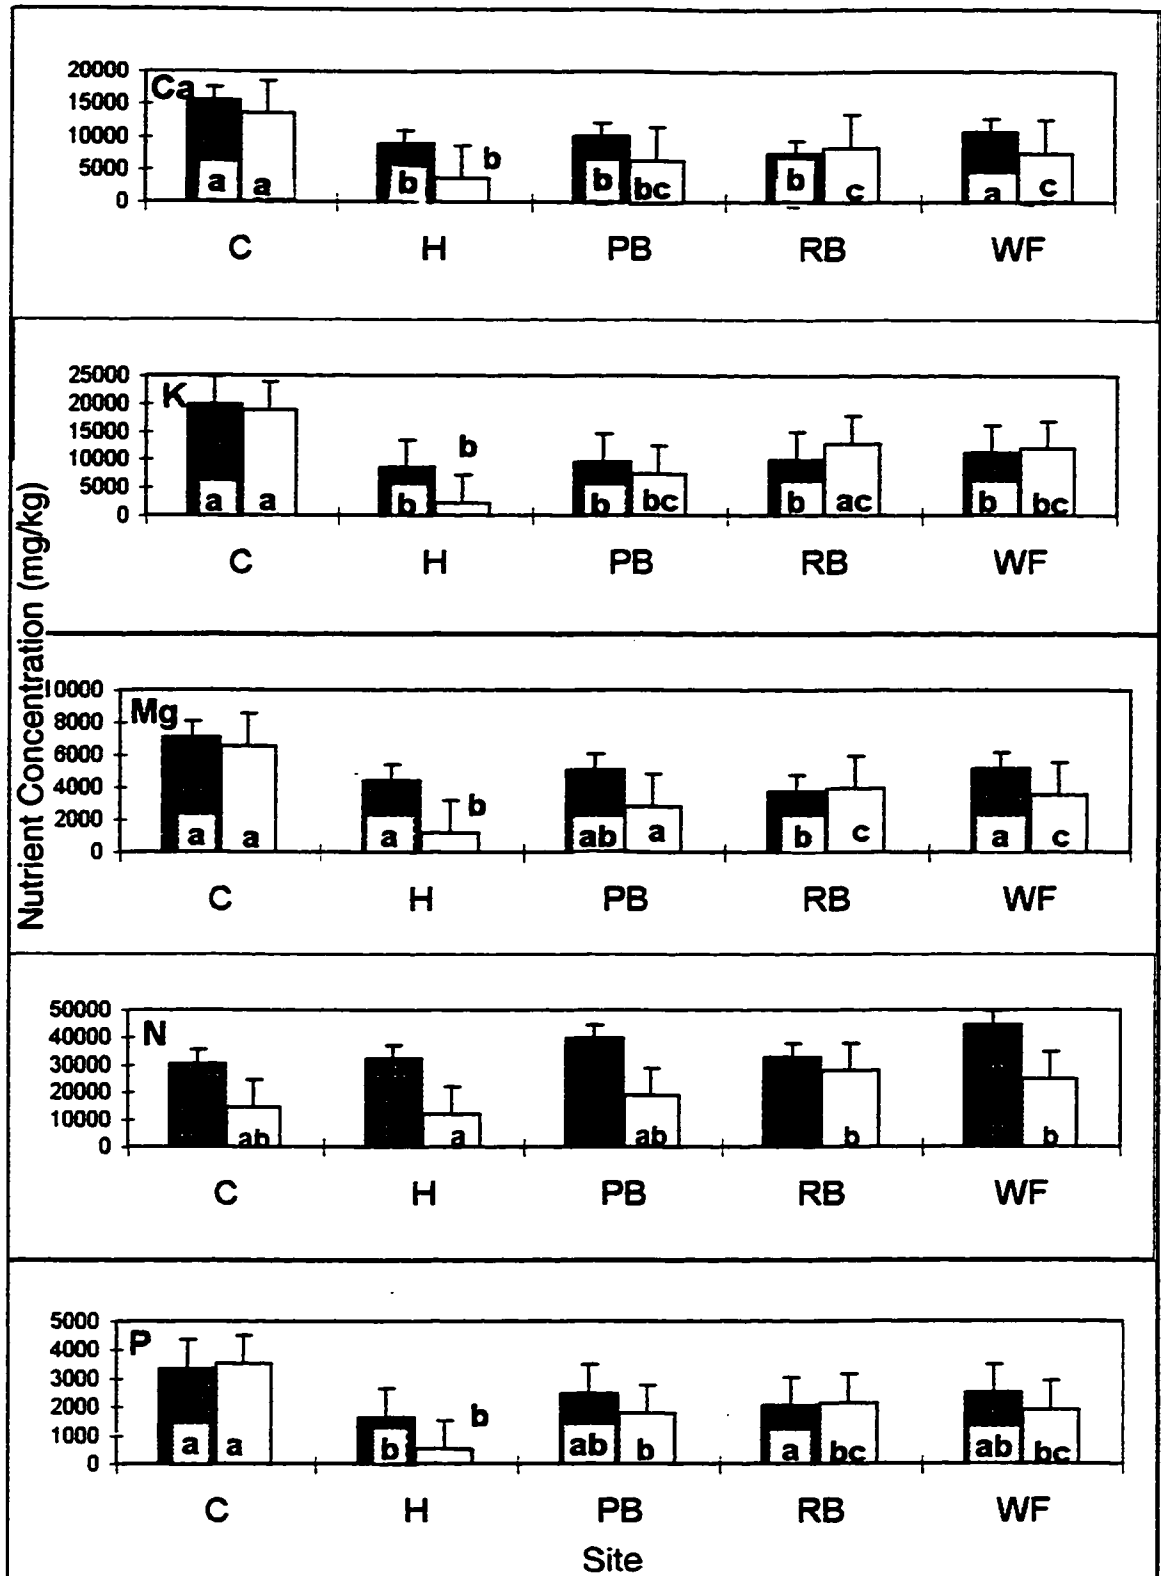 Nutrient Concentration (mg/kg)
Ca
20000
15000
10000
5000
0
a a b b b bc b c a c
C H PB RB WF
K
25000
20000
15000
10000
5000
0
a a b b b bc b ac b bc
C H PB RB WF
Mg
10000
8000
6000
4000
2000
0
a a a b ab a b c a c
C H PB RB WF
N
50000
40000
30000
20000
10000
0
ab a ab b b
C H PB RB WF
P
5000
4000
3000
2000
1000
0
a a b b ab b a bc ab bc
C H PB RB WF
Site